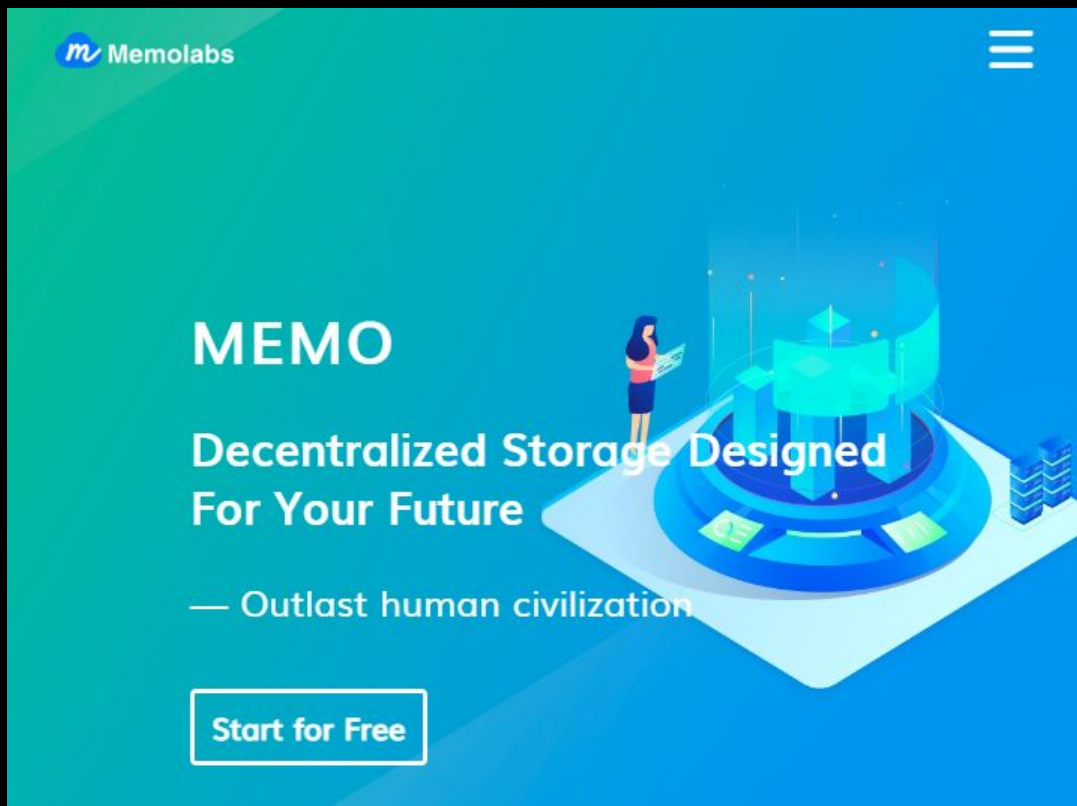 Memolabs
MEMO
Decentralized Storage Designed
For Your Future
— Outlast human civilization
Start for Free